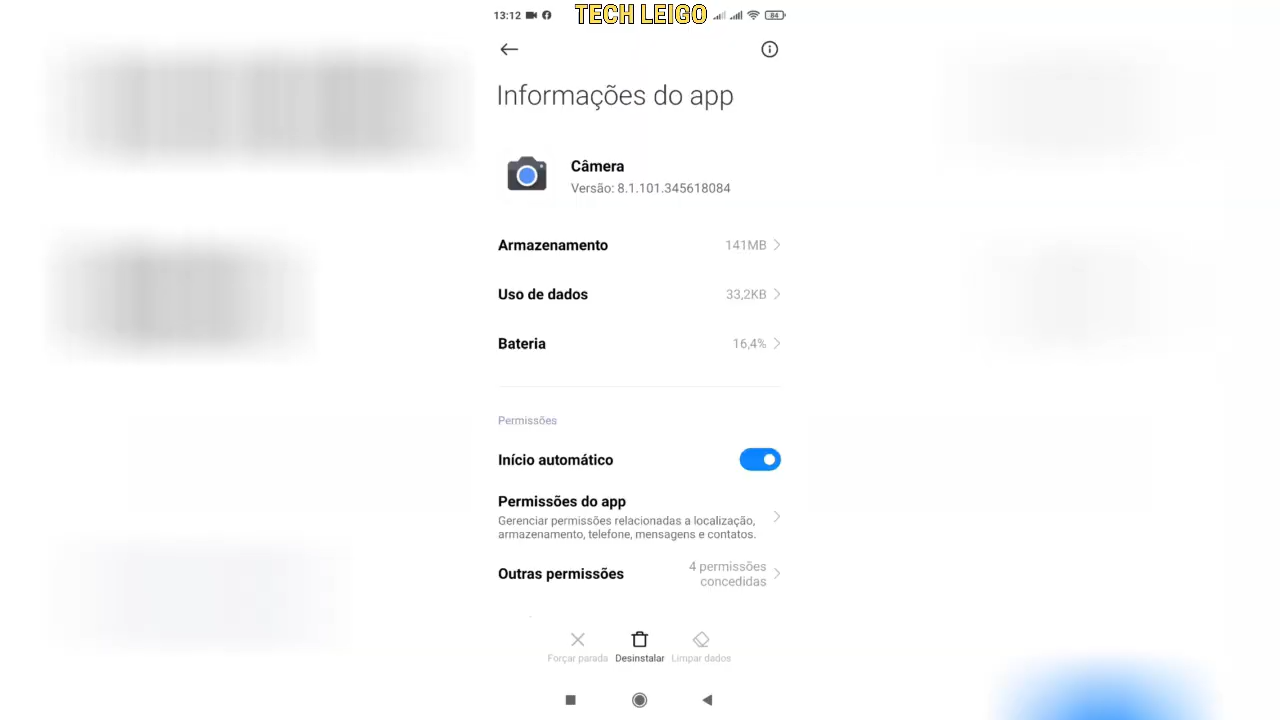 13:12
TECH LEIGO
84
Informações do app
Câmera
Versão: 8.1.101.345618084
Armazenamento 141MB
Uso de dados 33,2KB
Bateria 16,4%
Permissões
Início automático
Permissões do app
Gerenciar permissões relacionadas a localização,
armazenamento, telefone, mensagens e contatos.
Outras permissões 4 permissões
concedidas
Forçar parada Desinstalar Limpar dados